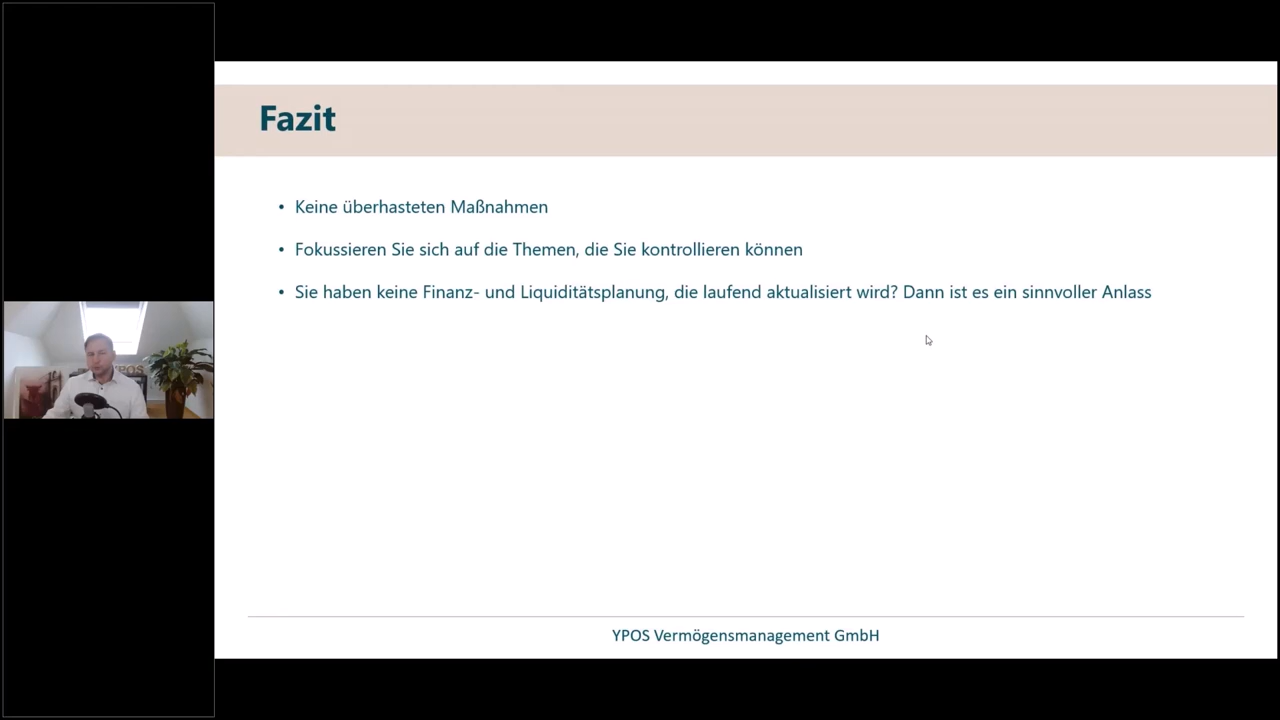 Fazit
• Keine überhasteten Maßnahmen
• Fokussieren Sie sich auf die Themen, die Sie kontrollieren können
• Sie haben keine Finanz- und Liquiditätsplanung, die laufend aktualisiert wird? Dann ist es ein sinnvoller Anlass
YPOS
YPOS Vermögensmanagement GmbH